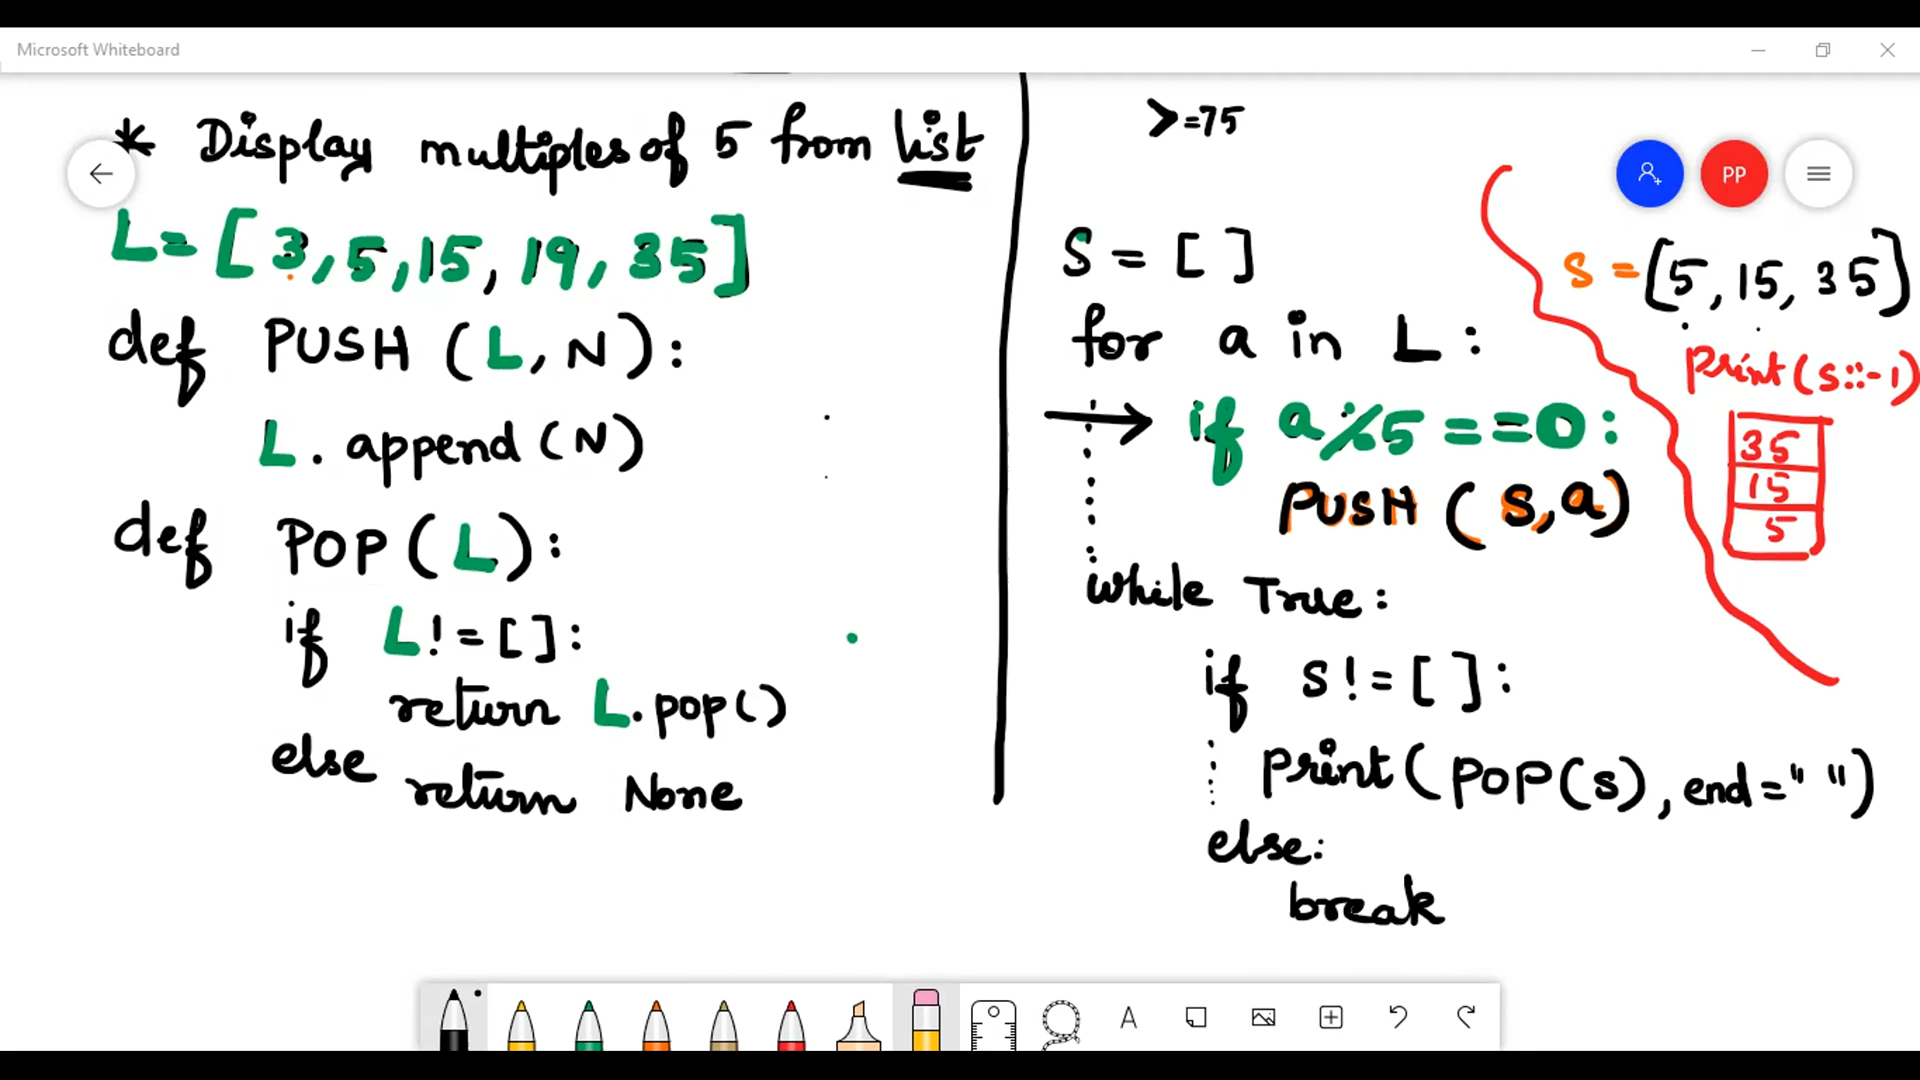 Microsoft Whiteboard
* Display multiples of 5 from list
L= [3, 5, 15, 19, 35]
def PUSH (L, N):
L. append (N)
def POP (L):
if L! = [ ]:
return L. pop()
else
return None
>=75
S = [ ]
for a in L :
if a % 5 = = 0 :
PUSH ( S, a)
while True:
if S! = [ ] :
print( POP(S), end = " ")
else:
break
PP
S = [5, 15, 35]
print(S::-1)
35
15
5
A